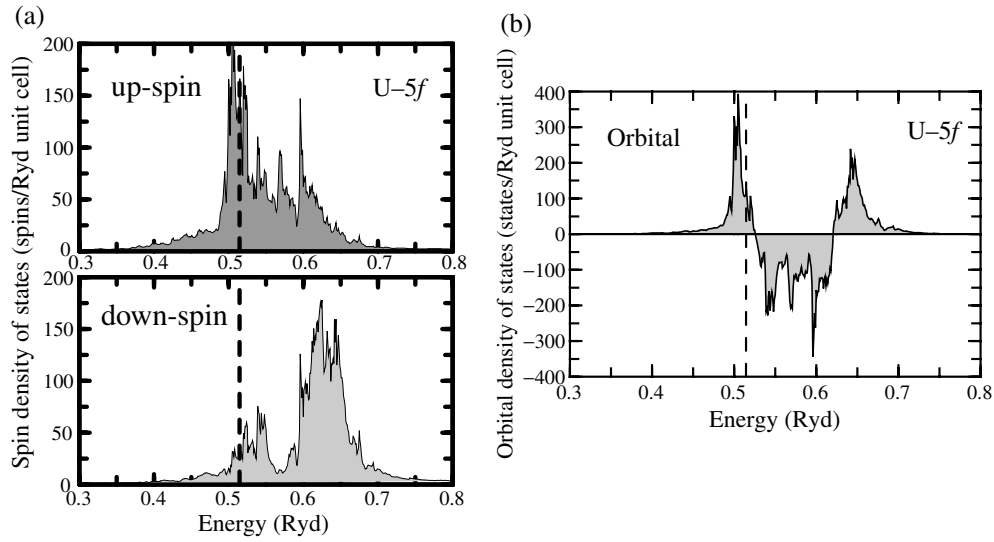 (a)
200
150
100
50
0
up-spin
U–5f
0.3 0.4 0.5 0.6 0.7 0.8
200
150
100
50
0
down-spin
0.3 0.4 0.5 0.6 0.7 0.8
Energy (Ryd)
Spin density of states (spins/Ryd unit cell)
(b)
400
300
200
100
0
−100
−200
−300
−400
Orbital
U–5f
0.3 0.4 0.5 0.6 0.7 0.8
Energy (Ryd)
Orbital density of states (states/Ryd unit cell)